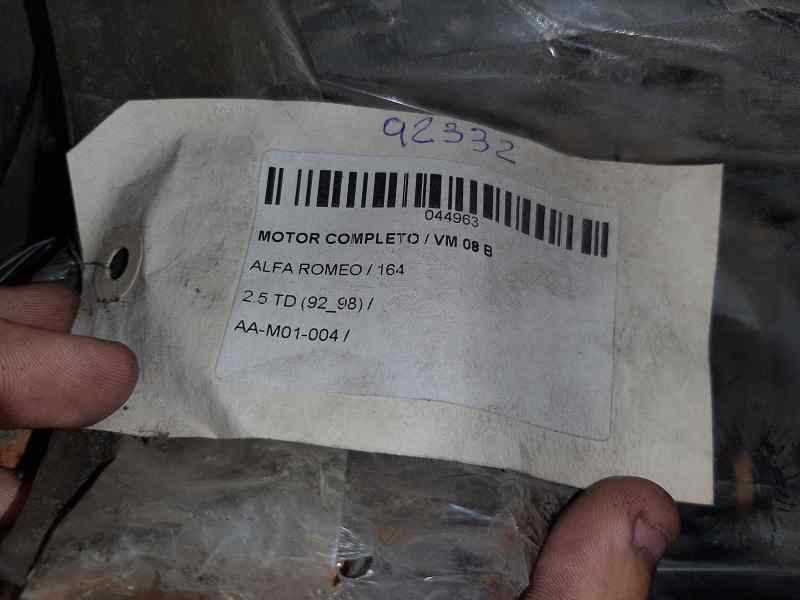 92332
044963
MOTOR COMPLETO / VM 08 B
ALFA ROMEO / 164
2.5 TD (92_98) /
AA-M01-004 /